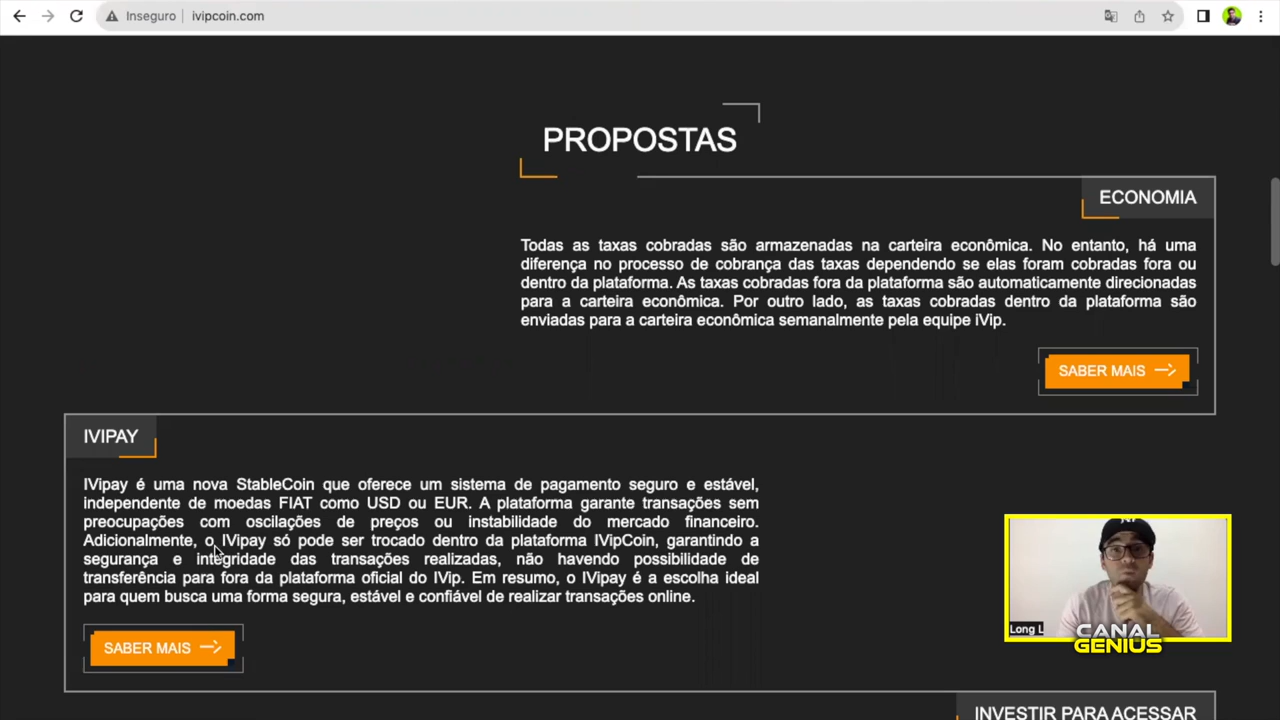 Inseguro
ivipcoin.com
PROPOSTAS
ECONOMIA
Todas as taxas cobradas são armazenadas na carteira econômica. No entanto, há uma
diferença no processo de cobrança das taxas dependendo se elas foram cobradas fora ou
dentro da plataforma. As taxas cobradas fora da plataforma são automaticamente direcionadas
para a carteira econômica. Por outro lado, as taxas cobradas dentro da plataforma são
enviadas para a carteira econômica semanalmente pela equipe iVip.
SABER MAIS
IVIPAY
IVipay é uma nova StableCoin que oferece um sistema de pagamento seguro e estável,
independente de moedas FIAT como USD ou EUR. A plataforma garante transações sem
preocupações com oscilações de preços ou instabilidade do mercado financeiro.
Adicionalmente, o IVipay só pode ser trocado dentro da plataforma IVipCoin, garantindo a
segurança e integridade das transações realizadas, não havendo possibilidade de
transferência para fora da plataforma oficial do IVip. Em resumo, o IVipay é a escolha ideal
para quem busca uma forma segura, estável e confiável de realizar transações online.
SABER MAIS
Long L
CANAL
GENIUS
INVESTIR PARA ACESSAR